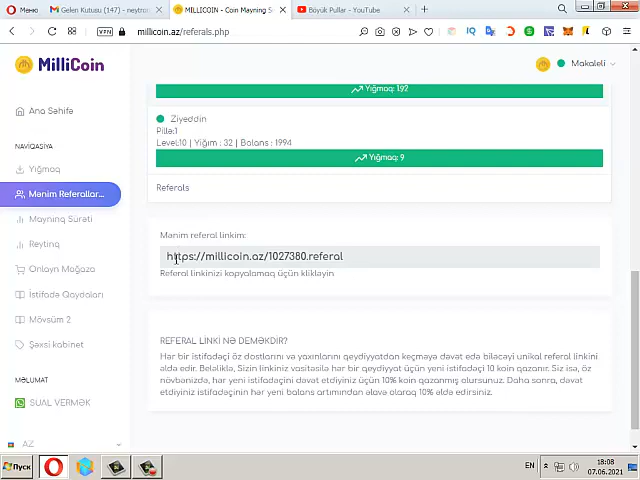 Меню
Gelen Kutusu (147) - neytron
MILLICOIN - Coin Mayning S
Böyük Pullar - YouTube
VPN
millicoin.az/referals.php
MilliCoin
Makaleli
Ana Səhifə
NAVİQASİYA
Yığmaq
Mənim Referallar...
Mayninq Sürəti
Reytinq
Onlayn Mağaza
İstifadə Qaydaları
Mövsüm 2
Şəxsi kabinet
MƏLUMAT
SUAL VERMƏK
AZ
Yığmaq: 192
Ziyeddin
Pillə:1
Level:10 | Yığım : 32 | Balans : 1994
Yığmaq: 9
Referals
Mənim referal linkim:
https://millicoin.az/1027380.referal
Referal linkinizi kopyalamaq üçün klikləyin
REFERAL LİNKİ NƏ DEMƏKDİR?
Hər bir istifadəçi öz dostlarını və yaxınlarını qeydiyyatdan keçməyə dəvət edə biləcəyi unikal referal linkini
əldə edir. Beləliklə, Sizin linkiniz vasitəsilə hər bir qeydiyyat üçün yeni istifadəçi 10 koin qazanır. Siz isə, öz
növbənizdə, hər yeni istifadəçini dəvət etdiyiniz üçün 10% koin qazanmış olursunuz. Daha sonra, dəvət
etdiyiniz istifadəçinin hər yeni balans artımından əlavə olaraq 10% əldə edirsiniz.
Пуск
EN
18:08
07.06.2021